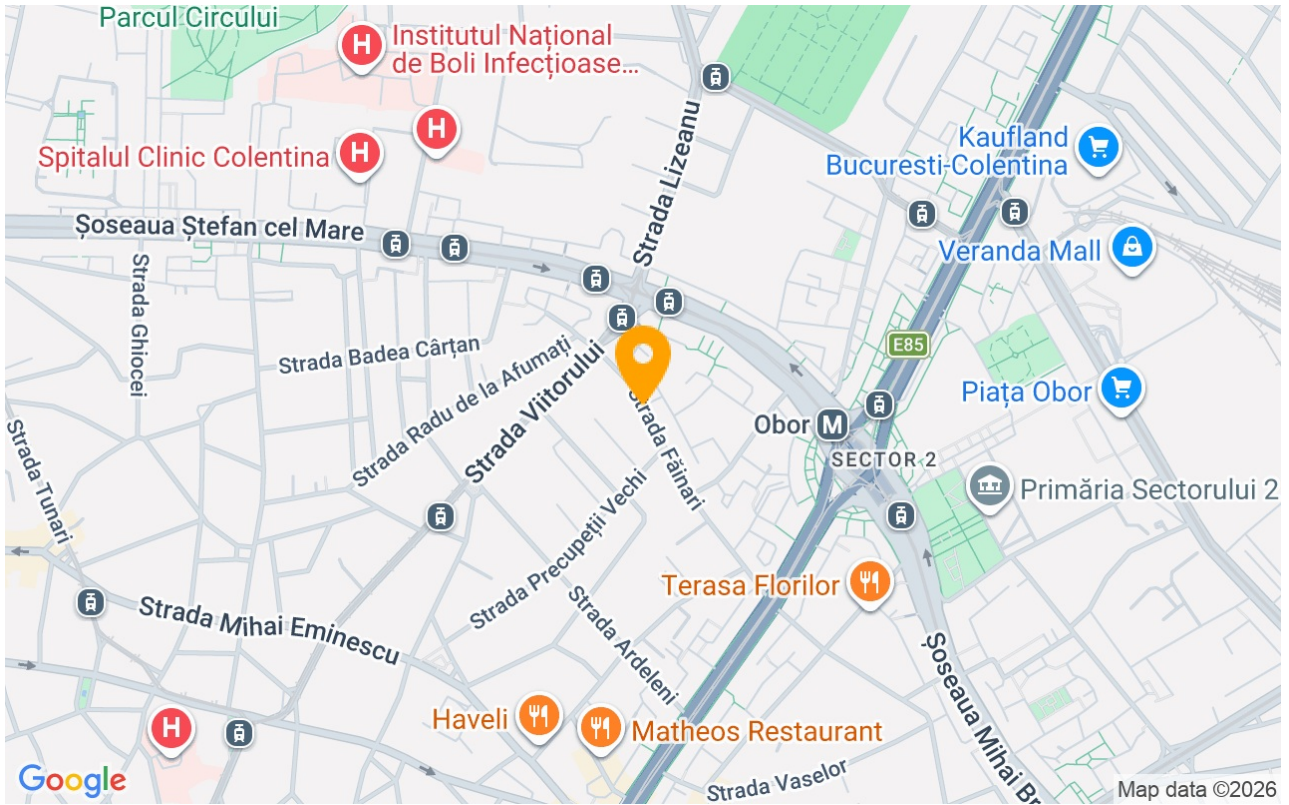 Parcul Circului
Institutul Național
de Boli Infecțioase...
H
H
Spitalul Clinic Colentina
H
Kaufland
Bucuresti-Colentina
Strada Lizeanu
Șoseaua Ștefan cel Mare
Veranda Mall
Strada Ghiocei
E85
Strada Badea Cârțan
Strada Radu de la Afumați
Strada Viitorului
Piața Obor
Strada Făinari
Obor
M
SECTOR 2
Strada Tunari
Primăria Sectorului 2
Strada Precupeții Vechi
Terasa Florilor
Strada Mihai Eminescu
Strada Ardeleni
Șoseaua Mihai Br
Haveli
H
Matheos Restaurant
Strada Vaselor
Google
Map data ©2026